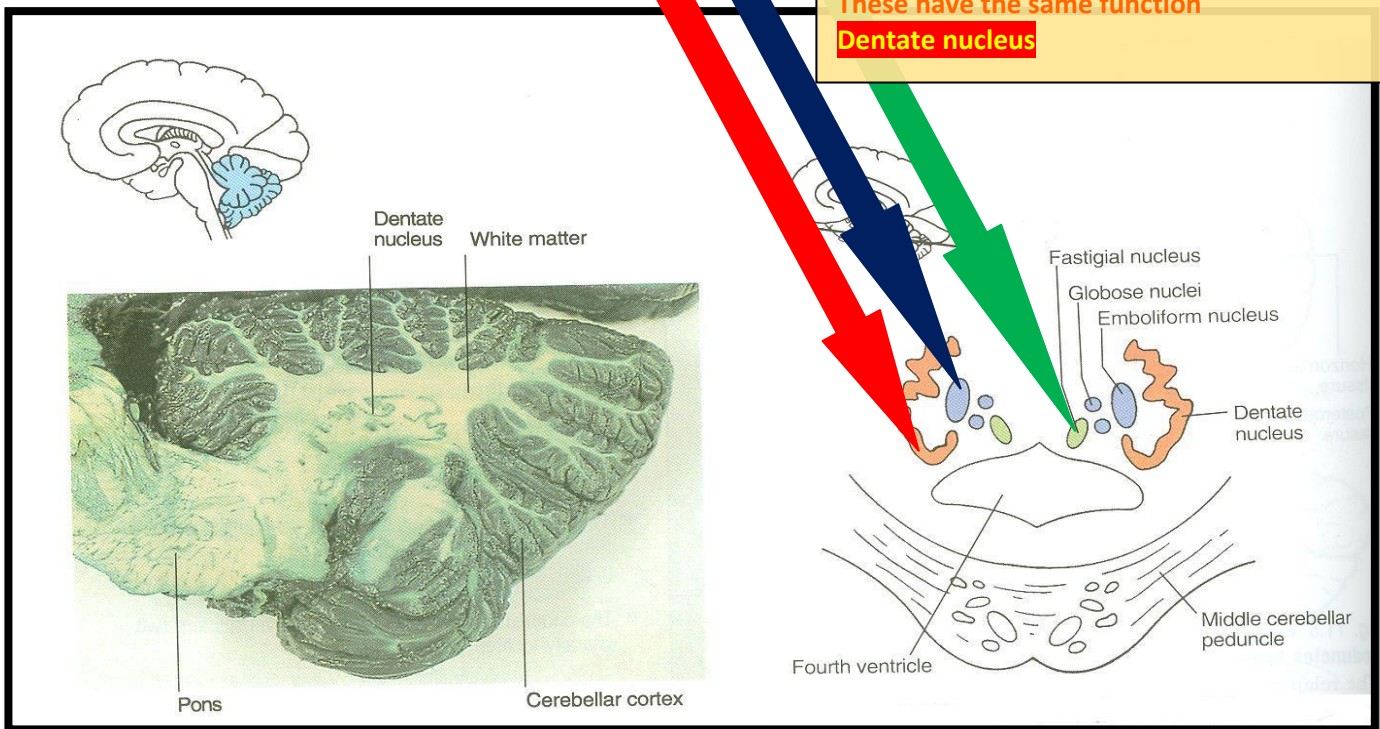 These have the same function
Dentate nucleus
Dentate
nucleus
White matter
Pons
Cerebellar cortex
Fastigial nucleus
Globose nuclei
Emboliform nucleus
Dentate
nucleus
Middle cerebellar
peduncle
Fourth ventricle